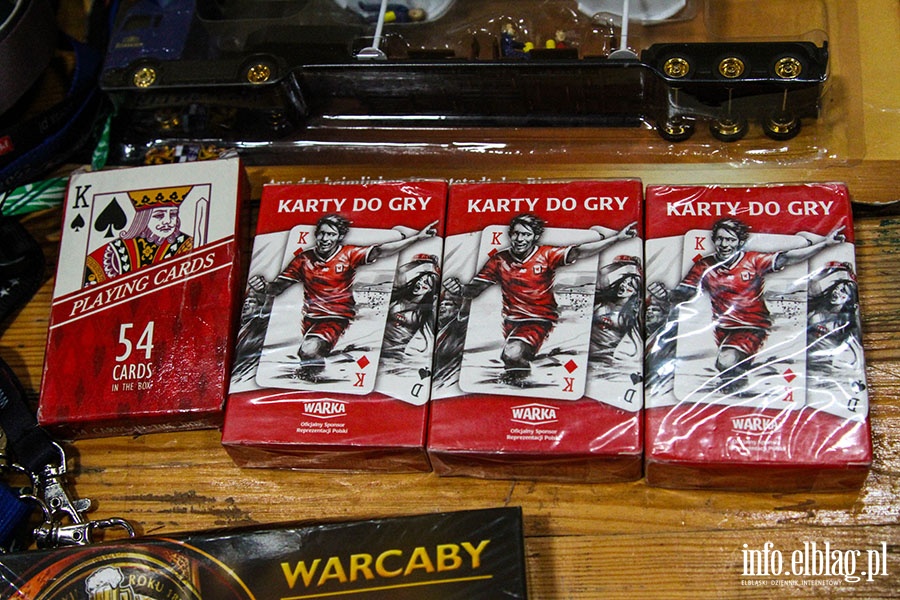 K
PLAYING CARDS
54
CARDS
IN THE BOX
KARTY DO GRY
K
K
D
WARKA
Oficjalny Sponsor
Reprezentacji Polski
KARTY DO GRY
K
K
D
WARKA
Oficjalny Sponsor
Reprezentacji Polski
KARTY DO GRY
K
K
D
WARKA
WARCABY
ROKU
info.elblag.pl
ELBLĄSKI DZIENNIK INTERNETOWY